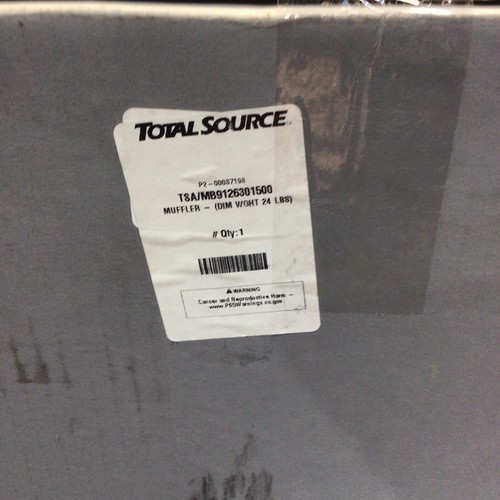 TOTAL SOURCE
P2-00037198
TSA/MB9126301500
MUFFLER - (DIM WGHT 24 LBS)
# Qty:1
WARNING
Cancer and Reproductive Harm -
www.P65Warnings.ca.gov.